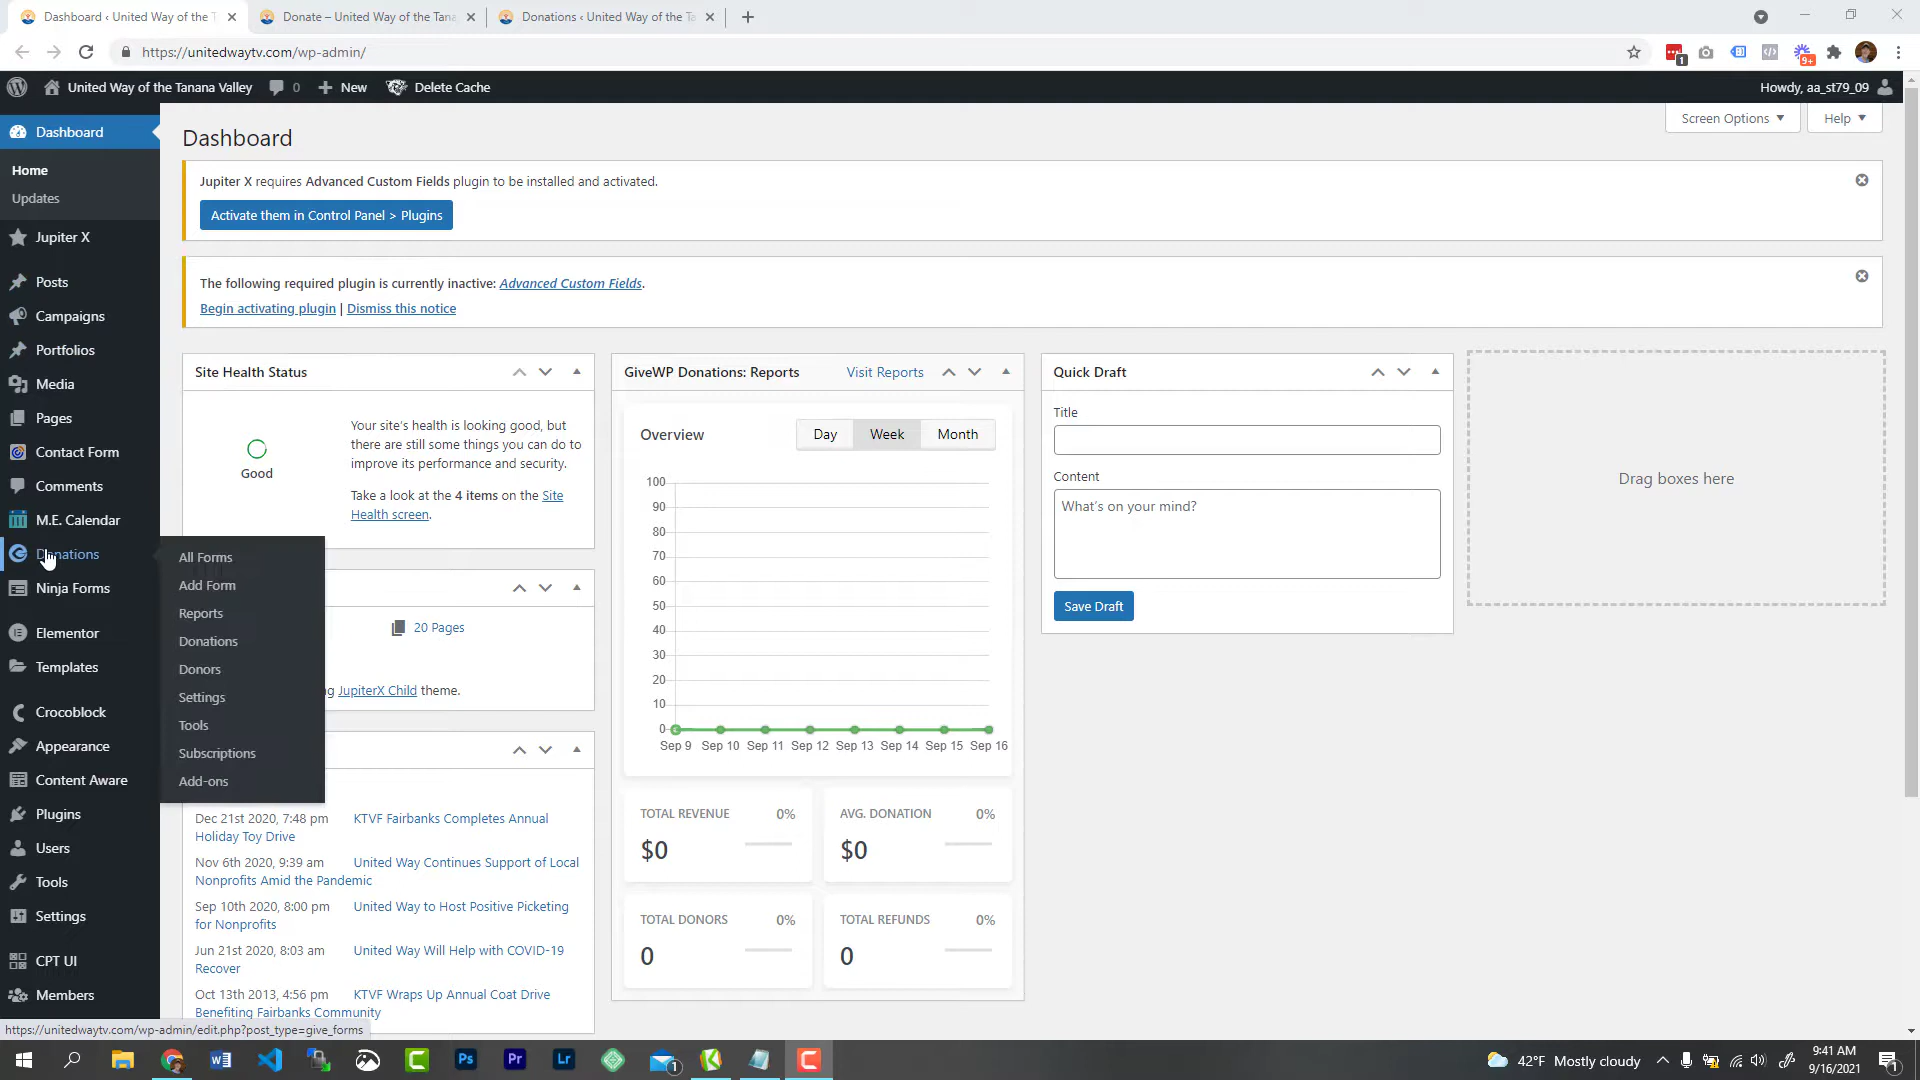 Dashboard ‹ United Way of the T
Donate – United Way of the Tana
Donations ‹ United Way of the Ta
https://unitedwaytv.com/wp-admin/
1
9+
United Way of the Tanana Valley
0
New
Delete Cache
Howdy, aa_st79_09
Dashboard
Home
Updates
Jupiter X
Posts
Campaigns
Portfolios
Media
Pages
Contact Form
Comments
M.E. Calendar
Donations
Ninja Forms
Elementor
Templates
Crocoblock
Appearance
Content Aware
Plugins
Users
Tools
Settings
CPT UI
Members
All Forms
Add Form
Reports
Donations
Donors
Settings
Tools
Subscriptions
Add-ons
Dashboard
Screen Options
Help
Jupiter X requires Advanced Custom Fields plugin to be installed and activated.
Activate them in Control Panel > Plugins
The following required plugin is currently inactive: Advanced Custom Fields.
Begin activating plugin | Dismiss this notice
Site Health Status
Good
Your site's health is looking good, but
there are still some things you can do to
improve its performance and security.
Take a look at the 4 items on the Site
Health screen.
20 Pages
g JupiterX Child theme.
Dec 21st 2020, 7:48 pm KTVF Fairbanks Completes Annual
Holiday Toy Drive
Nov 6th 2020, 9:39 am United Way Continues Support of Local
Nonprofits Amid the Pandemic
Sep 10th 2020, 8:00 pm United Way to Host Positive Picketing
for Nonprofits
Jun 21st 2020, 8:03 am United Way Will Help with COVID-19
Recover
Oct 13th 2013, 4:56 pm KTVF Wraps Up Annual Coat Drive
Benefiting Fairbanks Community
GiveWP Donations: Reports
Visit Reports
Overview
Day
Week
Month
100
90
80
70
60
50
40
30
20
10
0
Sep 9 Sep 10 Sep 11 Sep 12 Sep 13 Sep 14 Sep 15 Sep 16
TOTAL REVENUE 0%
$0
AVG. DONATION 0%
$0
TOTAL DONORS 0%
0
TOTAL REFUNDS 0%
0
Quick Draft
Title
Content
What's on your mind?
Save Draft
Drag boxes here
https://unitedwaytv.com/wp-admin/edit.php?post_type=give_forms
Ps
Pr
Lr
1
42°F Mostly cloudy
9:41 AM
9/16/2021
1